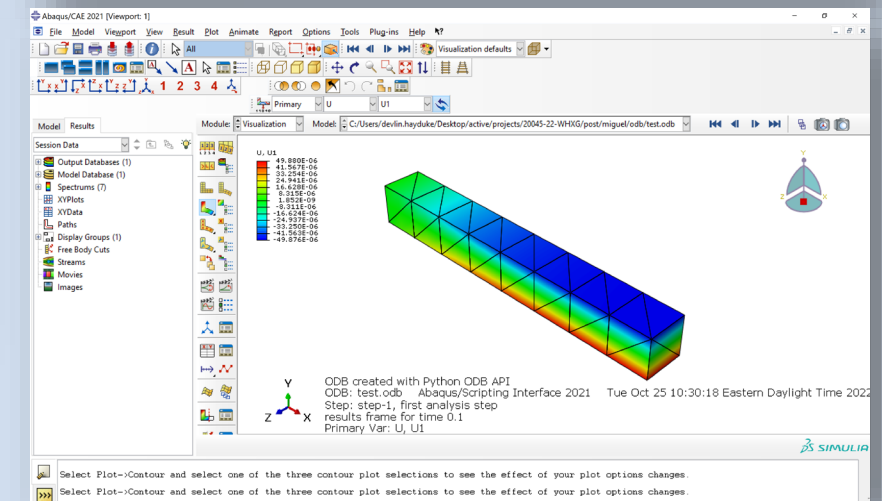 Abaqus/CAE 2021 [Viewport: 1]
File Model Viewport View Result Plot Animate Report Options Tools Plug-ins Help
All
Visualization defaults
1 2 3 4
Primary U U1
Model Results
Module: Visualization Model: C:/Users/devlin.hayduke/Desktop/active/projects/20045-22-WHXG/post/miguel/odb/test.odb
Session Data
Output Databases (1)
Model Database (1)
Spectrums (7)
XYPlots
XYData
Paths
Display Groups (1)
Free Body Cuts
Streams
Movies
Images
U, U1
49.880E-06
41.567E-06
33.254E-06
24.941E-06
16.628E-06
8.315E-06
1.852E-09
-8.311E-06
-16.624E-06
-24.937E-06
-33.250E-06
-41.563E-06
-49.876E-06
Y
Z X
Y
Z X
ODB created with Python ODB API
ODB: test.odb Abaqus/Scripting Interface 2021 Tue Oct 25 10:30:18 Eastern Daylight Time 2022
Step: step-1, first analysis step
results frame for time 0.1
Primary Var: U, U1
SIMULIA
Select Plot->Contour and select one of the three contour plot selections to see the effect of your plot options changes.
Select Plot->Contour and select one of the three contour plot selections to see the effect of your plot options changes.